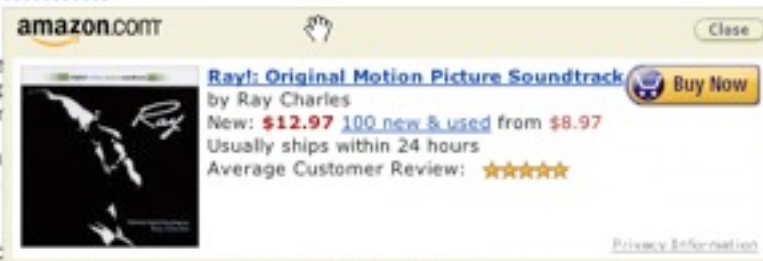 amazon.com
Close
Ray!: Original Motion Picture Soundtrack
Buy Now
by Ray Charles
New: $12.97 100 new & used from $8.97
Usually ships within 24 hours
Average Customer Review:
Ray
Privacy Information